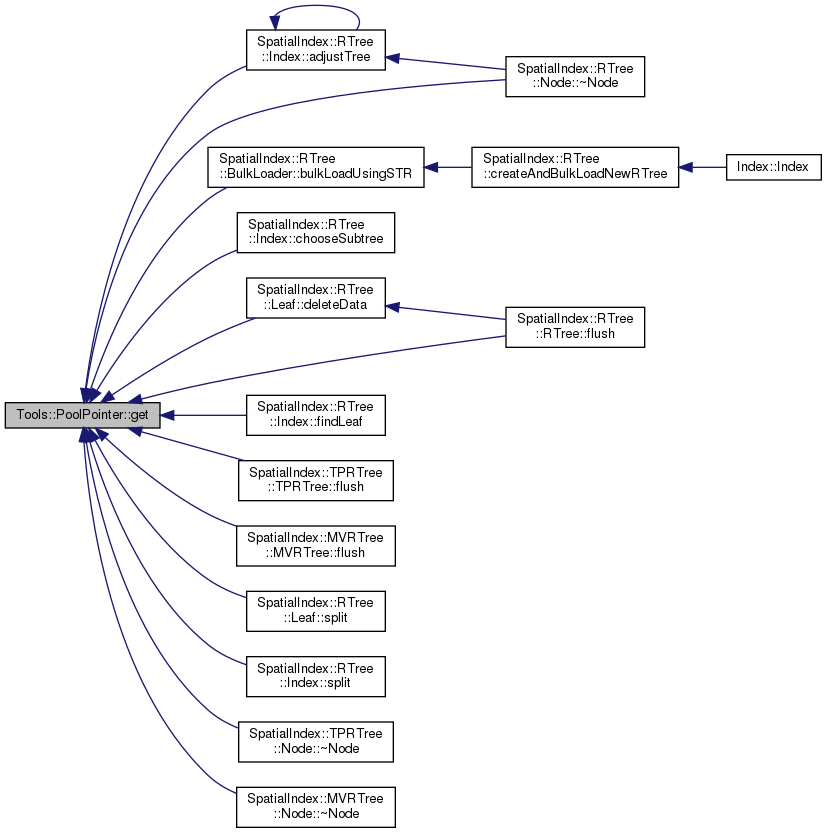 SpatialIndex::RTree
::Index::adjustTree
SpatialIndex::RTree
::Node::~Node
SpatialIndex::RTree
::BulkLoader::bulkLoadUsingSTR
SpatialIndex::RTree
::createAndBulkLoadNewRTree
Index::Index
SpatialIndex::RTree
::Index::chooseSubtree
SpatialIndex::RTree
::Leaf::deleteData
SpatialIndex::RTree
::RTree::flush
Tools::PoolPointer::get
SpatialIndex::RTree
::Index::findLeaf
SpatialIndex::TPRTree
::TPRTree::flush
SpatialIndex::MVRTree
::MVRTree::flush
SpatialIndex::RTree
::Leaf::split
SpatialIndex::RTree
::Index::split
SpatialIndex::TPRTree
::Node::~Node
SpatialIndex::MVRTree
::Node::~Node